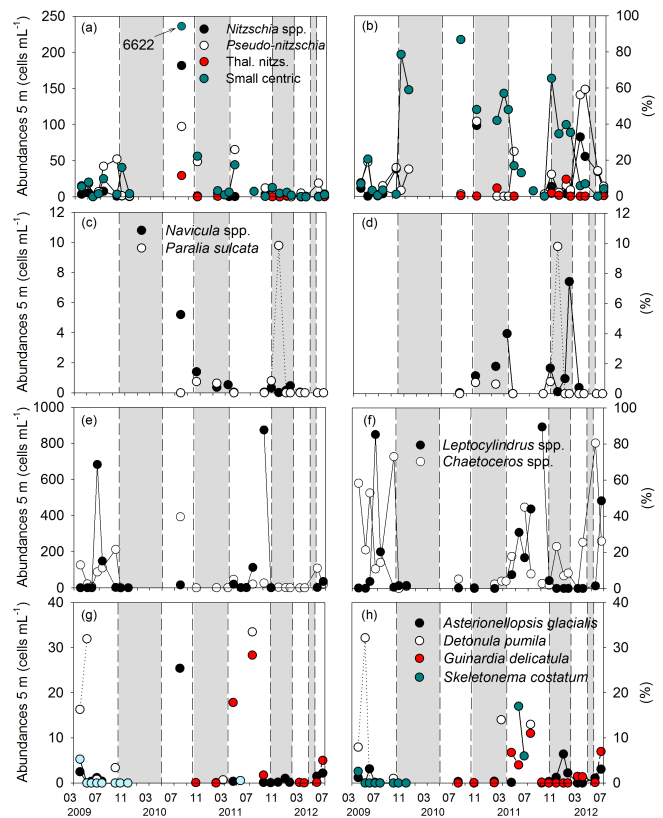 (a)
6622
Nitzschia spp.
Pseudo-nitzschia
Thal. nitzs.
Small centric
Abundances 5 m (cells mL⁻¹)
250
200
150
100
50
0
(b)
100
80
60
40
20
0
(%)
(c)
Navicula spp.
Paralia sulcata
Abundances 5 m (cells mL⁻¹)
12
10
8
6
4
2
0
(d)
12
10
8
6
4
2
0
(%)
(e)
Abundances 5 m (cells mL⁻¹)
1000
800
600
400
200
0
(f)
Leptocylindrus spp.
Chaetoceros spp.
100
80
60
40
20
0
(%)
(g)
Abundances 5 m (cells mL⁻¹)
40
30
20
10
0
03 07 11 03 07 11 03 07 11 03 07
2009 2010 2011 2012
(h)
Asterionellopsis glacialis
Detonula pumila
Guinardia delicatula
Skeletonema costatum
40
30
20
10
0
(%)
03 07 11 03 07 11 03 07 11 03 07
2009 2010 2011 2012